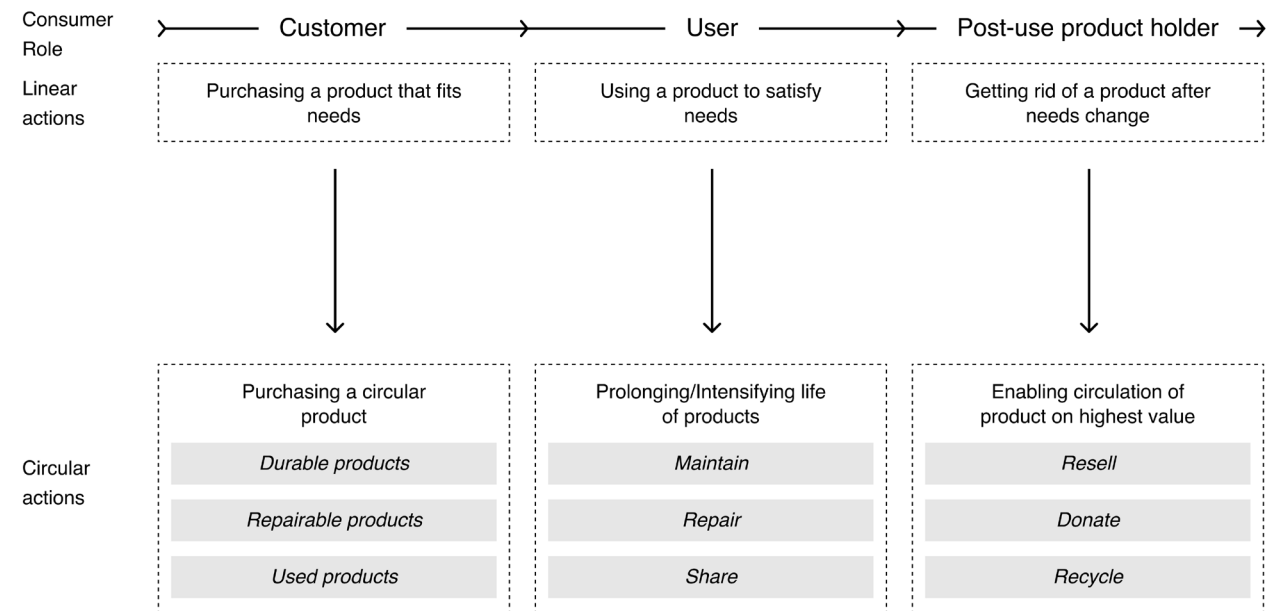 Consumer
Role
Customer
User
Post-use product holder
Linear
actions
Purchasing a product that fits
needs
Using a product to satisfy
needs
Getting rid of a product after
needs change
Circular
actions
Purchasing a circular
product
Durable products
Repairable products
Used products
Prolonging/Intensifying life
of products
Maintain
Repair
Share
Enabling circulation of
product on highest value
Resell
Donate
Recycle